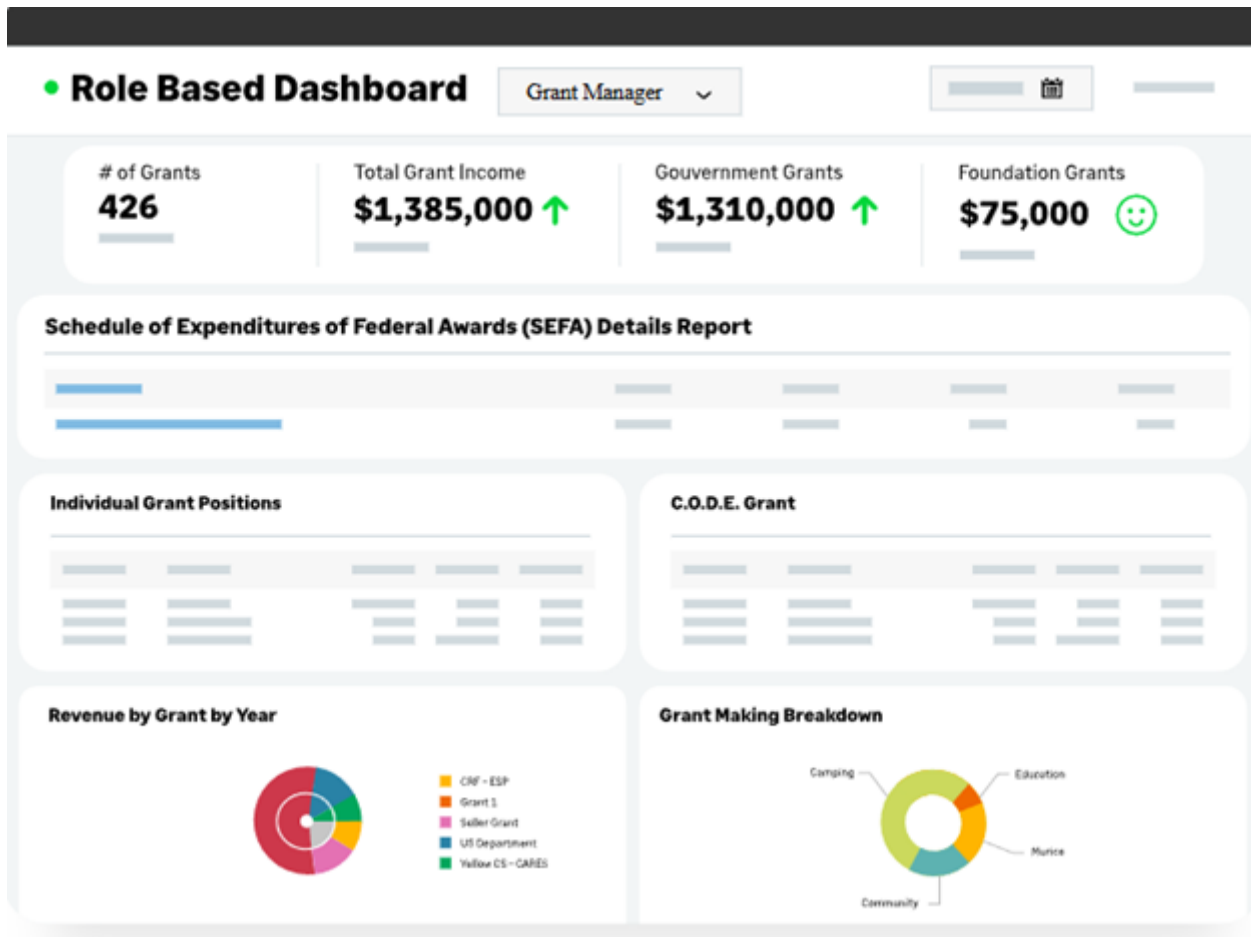 Role Based Dashboard
Grant Manager
# of Grants
426
Total Grant Income
$1,385,000
Gouvernment Grants
$1,310,000
Foundation Grants
$75,000
Schedule of Expenditures of Federal Awards (SEFA) Details Report
Individual Grant Positions
C.O.D.E. Grant
Revenue by Grant by Year
CRF - ESP
Grant 1
Seller Grant
US Department
Yellow CS - CARES
Grant Making Breakdown
Camping
Education
Murice
Community